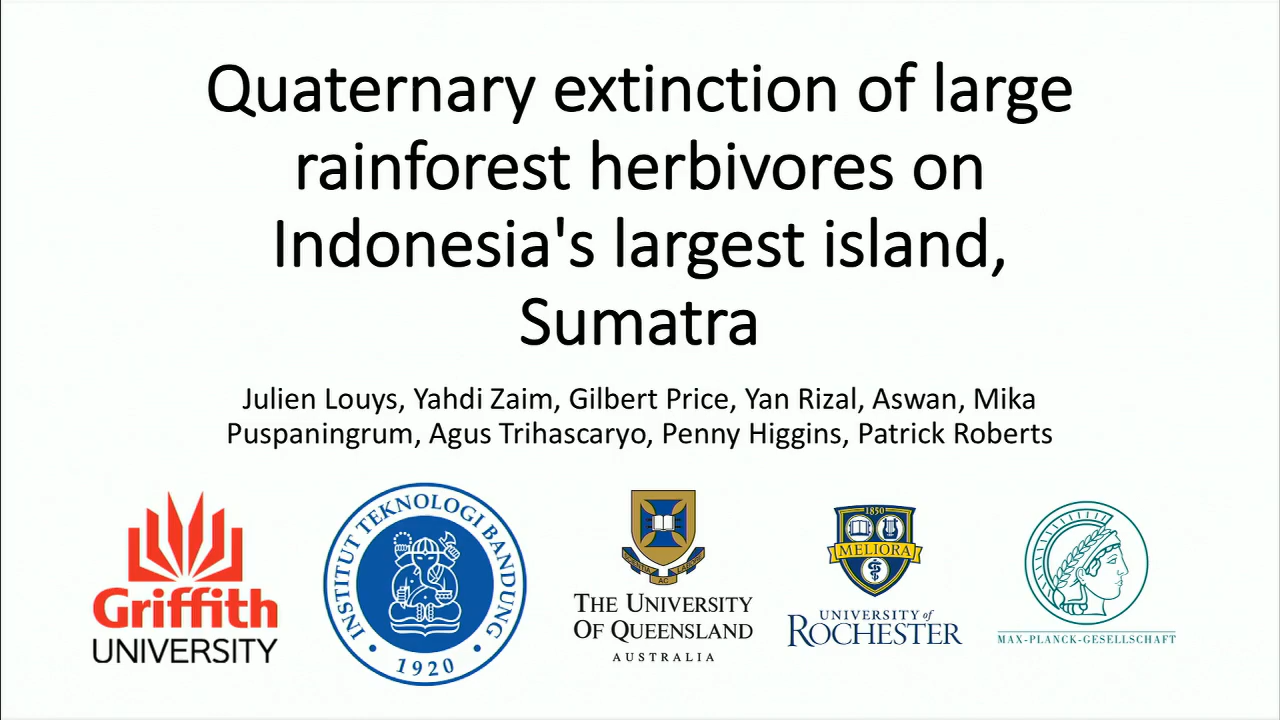 Quaternary extinction of large
rainforest herbivores on
Indonesia's largest island,
Sumatra
Julien Louys, Yahdi Zaim, Gilbert Price, Yan Rizal, Aswan, Mika
Puspaningrum, Agus Trihascaryo, Penny Higgins, Patrick Roberts
Griffith
UNIVERSITY
INSTITUT TEKNOLOGI BANDUNG
1920
AC
THE UNIVERSITY
OF QUEENSLAND
AUSTRALIA
1850
MELIORA
UNIVERSITY of
ROCHESTER
MAX-PLANCK-GESELLSCHAFT